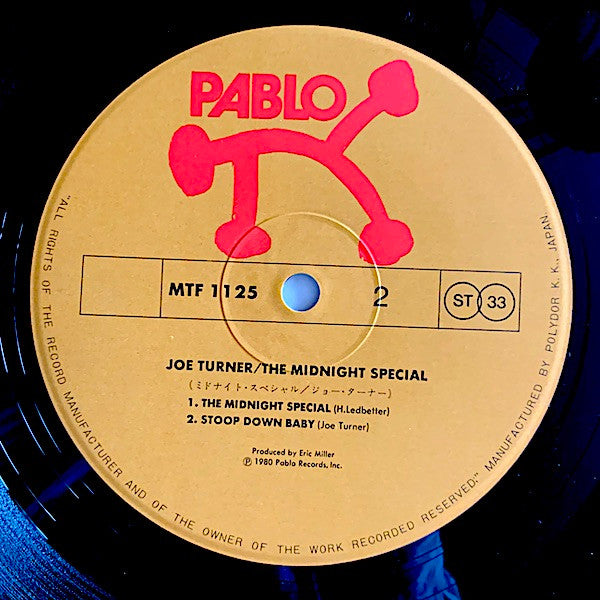 PABLO
MTF 1125
2
ST 33
JOE TURNER/THE MIDNIGHT SPECIAL
(ミドナイト・スペシャル/ジョー・ターナー)
1. THE MIDNIGHT SPECIAL (H.Ledbetter)
2. STOOP DOWN BABY (Joe Turner)
Produced by Eric Miller
Ⓟ 1980 Pablo Records, Inc.
"ALL RIGHTS OF THE RECORD MANUFACTURER AND OF THE OWNER OF THE WORK RECORDED RESERVED;" MANUFACTURED BY POLYDOR K. K., JAPAN.